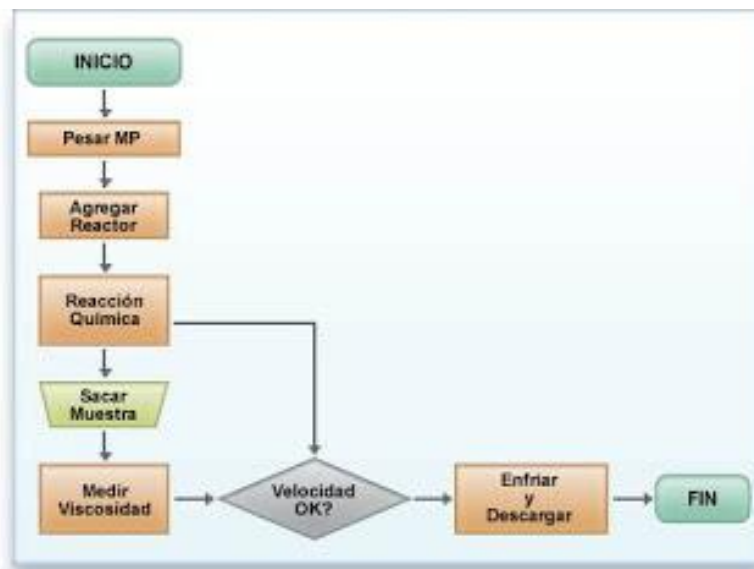 INICIO
Pesar MP
Agregar
Reactor
Reacción
Química
Sacar
Muestra
Medir
Viscosidad
Velocidad
OK?
Enfriar
y
Descargar
FIN